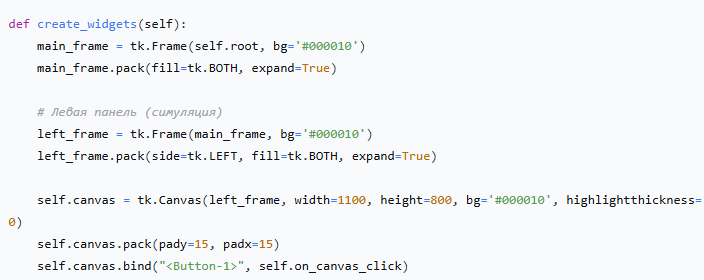 def create_widgets(self):
    main_frame = tk.Frame(self.root, bg='#000010')
    main_frame.pack(fill=tk.BOTH, expand=True)

    # Левая панель (симуляция)
    left_frame = tk.Frame(main_frame, bg='#000010')
    left_frame.pack(side=tk.LEFT, fill=tk.BOTH, expand=True)

    self.canvas = tk.Canvas(left_frame, width=1100, height=800, bg='#000010', highlightthickness=
0)
    self.canvas.pack(pady=15, padx=15)
    self.canvas.bind("<Button-1>", self.on_canvas_click)